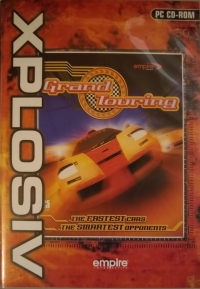 PC CD-ROM
XPLOSIV
Grand
Touring
THE FASTEST CARS
THE SMARTEST OPPONENTS
empire